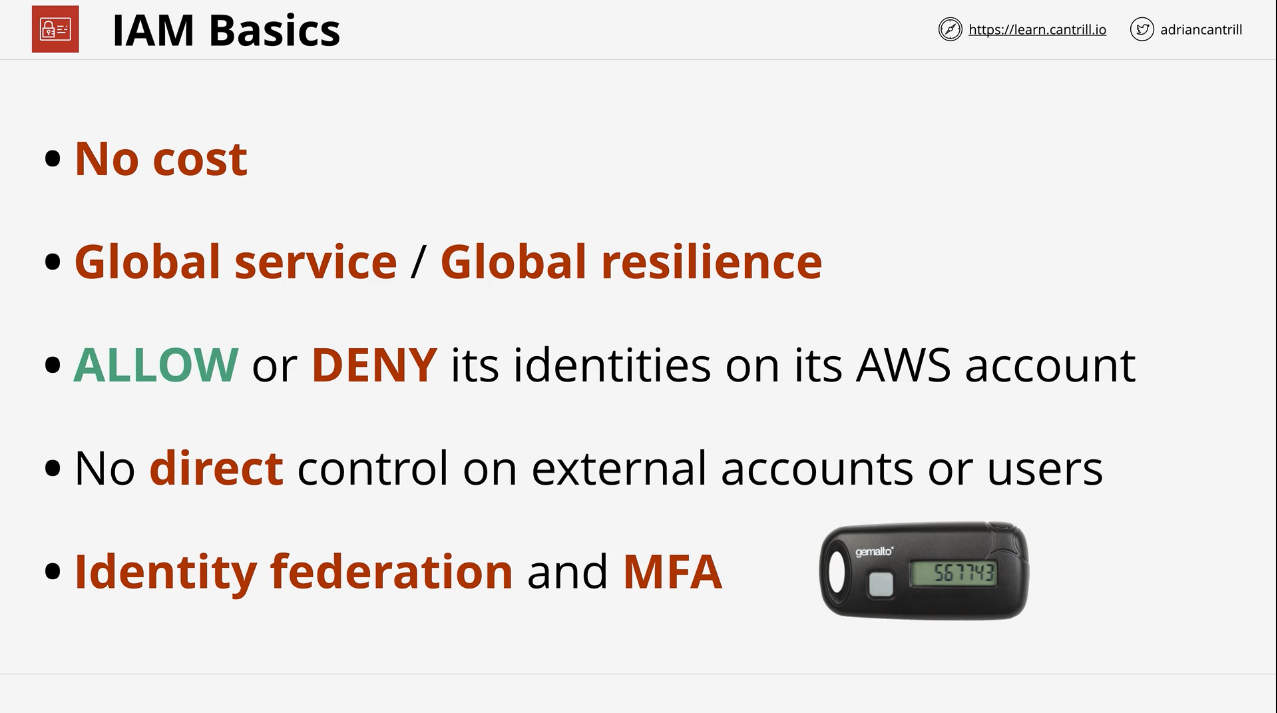 IAM Basics
https://learn.cantrill.io
adriancantrill
• No cost
• Global service / Global resilience
• ALLOW or DENY its identities on its AWS account
• No direct control on external accounts or users
• Identity federation and MFA
gemalto
567743